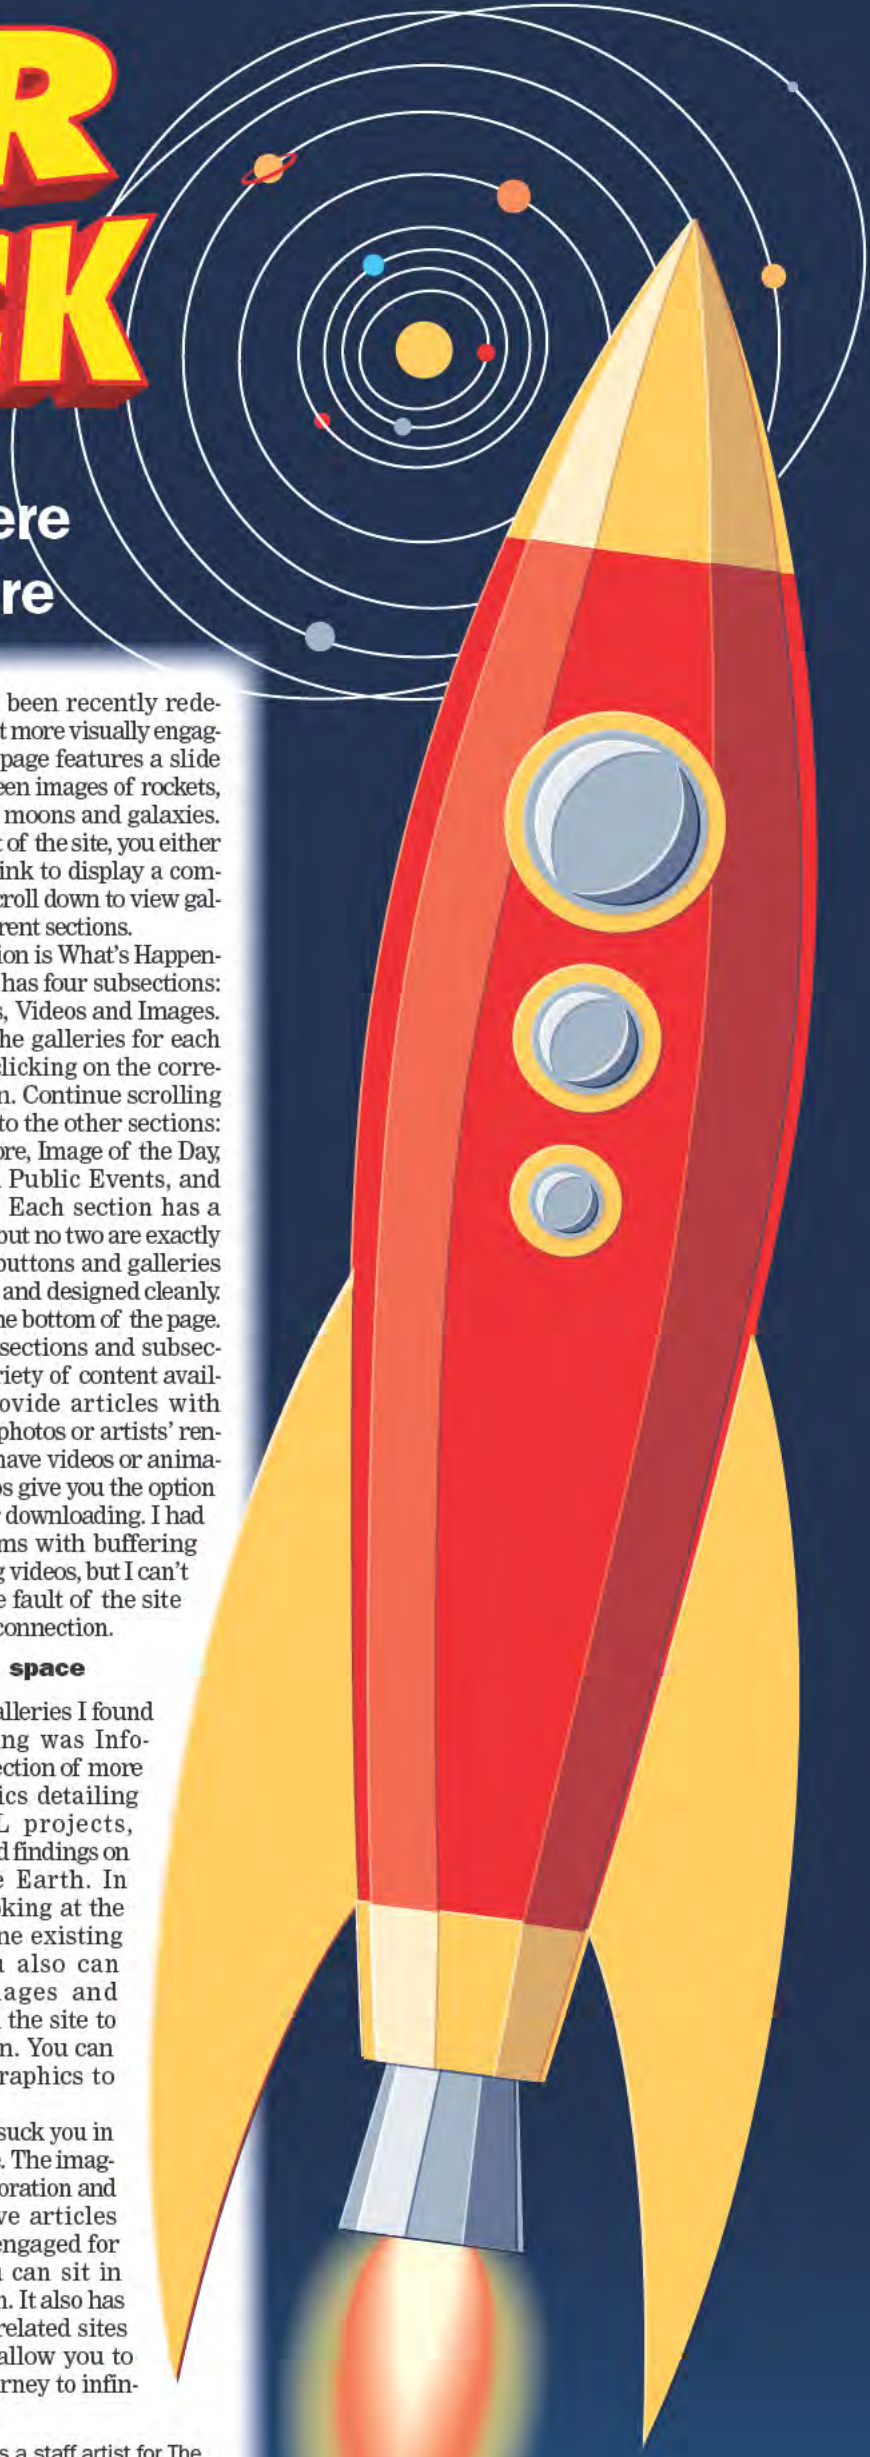 R
CK
ere
re
been recently rede-
t more visually engag-
page features a slide
een images of rockets,
moons and galaxies.
t of the site, you either
ink to display a com-
croll down to view gal-
rent sections.
ion is What's Happen-
has four subsections:
s, Videos and Images.
he galleries for each
clicking on the corre-
n. Continue scrolling
to the other sections:
ore, Image of the Day,
Public Events, and
Each section has a
but no two are exactly
buttons and galleries
and designed cleanly.
he bottom of the page.
sections and subsec-
riety of content avail-
ovide articles with
photos or artists' ren-
have videos or anima-
os give you the option
r downloading. I had
ms with buffering
g videos, but I can't
e fault of the site
connection.
space
alleries I found
ing was Info-
ection of more
ics detailing
L projects,
d findings on
e Earth. In
oking at the
ne existing
u also can
ages and
the site to
n. You can
raphics to
suck you in
e. The imag-
oration and
ve articles
engaged for
u can sit in
n. It also has
related sites
allow you to
rney to infin-
s a staff artist for The